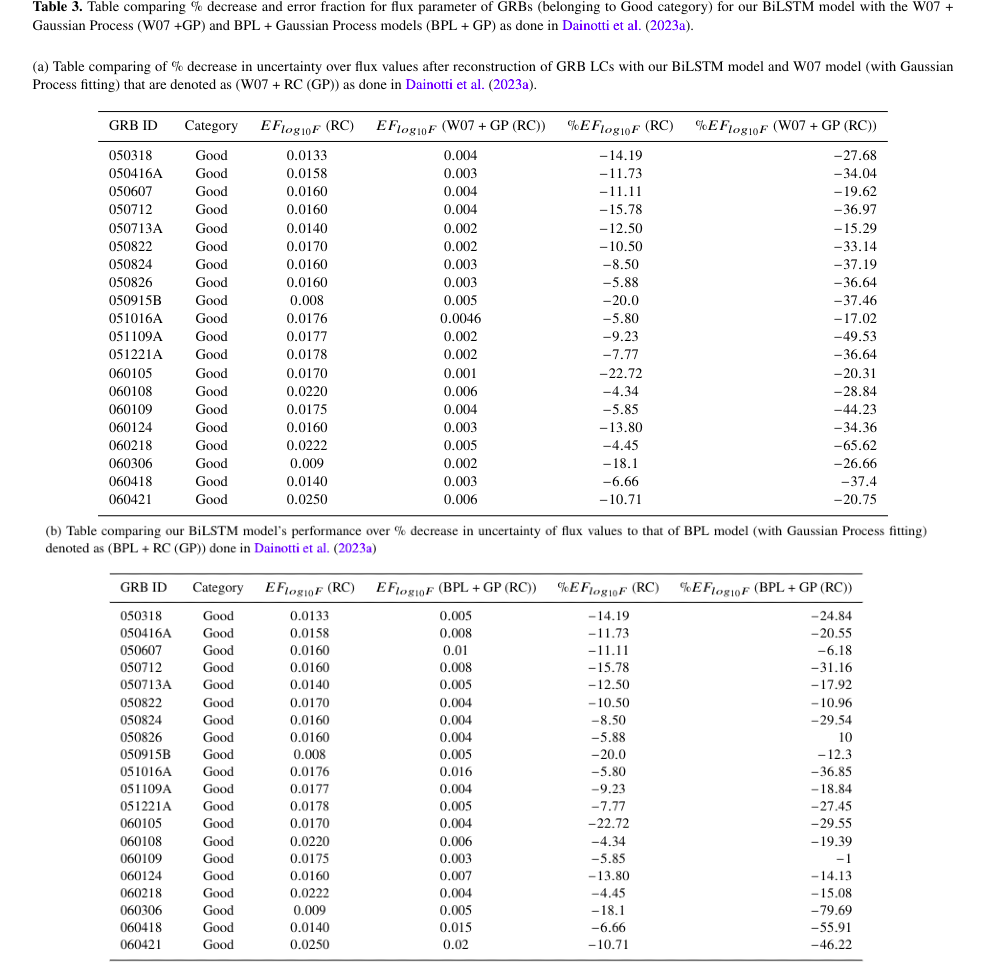 Table 3. Table comparing % decrease and error fraction for flux parameter of GRBs (belonging to Good category) for our BiLSTM model with the W07 +
Gaussian Process (W07 +GP) and BPL + Gaussian Process models (BPL + GP) as done in Dainotti et al. (2023a).
(a) Table comparing of % decrease in uncertainty over flux values after reconstruction of GRB LCs with our BiLSTM model and W07 model (with Gaussian
Process fitting) that are denoted as (W07 + RC (GP)) as done in Dainotti et al. (2023a).
GRB ID Category EF_{log_{10}F} (RC) EF_{log_{10}F} (W07 + GP (RC)) %EF_{log_{10}F} (RC) %EF_{log_{10}F} (W07 + GP (RC))
050318 Good 0.0133 0.004 −14.19 −27.68
050416A Good 0.0158 0.003 −11.73 −34.04
050607 Good 0.0160 0.004 −11.11 −19.62
050712 Good 0.0160 0.004 −15.78 −36.97
050713A Good 0.0140 0.002 −12.50 −15.29
050822 Good 0.0170 0.002 −10.50 −33.14
050824 Good 0.0160 0.003 −8.50 −37.19
050826 Good 0.0160 0.003 −5.88 −36.64
050915B Good 0.008 0.005 −20.0 −37.46
051016A Good 0.0176 0.0046 −5.80 −17.02
051109A Good 0.0177 0.002 −9.23 −49.53
051221A Good 0.0178 0.002 −7.77 −36.64
060105 Good 0.0170 0.001 −22.72 −20.31
060108 Good 0.0220 0.006 −4.34 −28.84
060109 Good 0.0175 0.004 −5.85 −44.23
060124 Good 0.0160 0.003 −13.80 −34.36
060218 Good 0.0222 0.005 −4.45 −65.62
060306 Good 0.009 0.002 −18.1 −26.66
060418 Good 0.0140 0.003 −6.66 −37.4
060421 Good 0.0250 0.006 −10.71 −20.75
(b) Table comparing our BiLSTM model's performance over % decrease in uncertainty of flux values to that of BPL model (with Gaussian Process fitting)
denoted as (BPL + RC (GP)) done in Dainotti et al. (2023a)
GRB ID Category EF_{log_{10}F} (RC) EF_{log_{10}F} (BPL + GP (RC)) %EF_{log_{10}F} (RC) %EF_{log_{10}F} (BPL + GP (RC))
050318 Good 0.0133 0.005 −14.19 −24.84
050416A Good 0.0158 0.008 −11.73 −20.55
050607 Good 0.0160 0.01 −11.11 −6.18
050712 Good 0.0160 0.008 −15.78 −31.16
050713A Good 0.0140 0.005 −12.50 −17.92
050822 Good 0.0170 0.004 −10.50 −10.96
050824 Good 0.0160 0.004 −8.50 −29.54
050826 Good 0.0160 0.004 −5.88 10
050915B Good 0.008 0.005 −20.0 −12.3
051016A Good 0.0176 0.016 −5.80 −36.85
051109A Good 0.0177 0.004 −9.23 −18.84
051221A Good 0.0178 0.005 −7.77 −27.45
060105 Good 0.0170 0.004 −22.72 −29.55
060108 Good 0.0220 0.006 −4.34 −19.39
060109 Good 0.0175 0.003 −5.85 −1
060124 Good 0.0160 0.007 −13.80 −14.13
060218 Good 0.0222 0.004 −4.45 −15.08
060306 Good 0.009 0.005 −18.1 −79.69
060418 Good 0.0140 0.015 −6.66 −55.91
060421 Good 0.0250 0.02 −10.71 −46.22